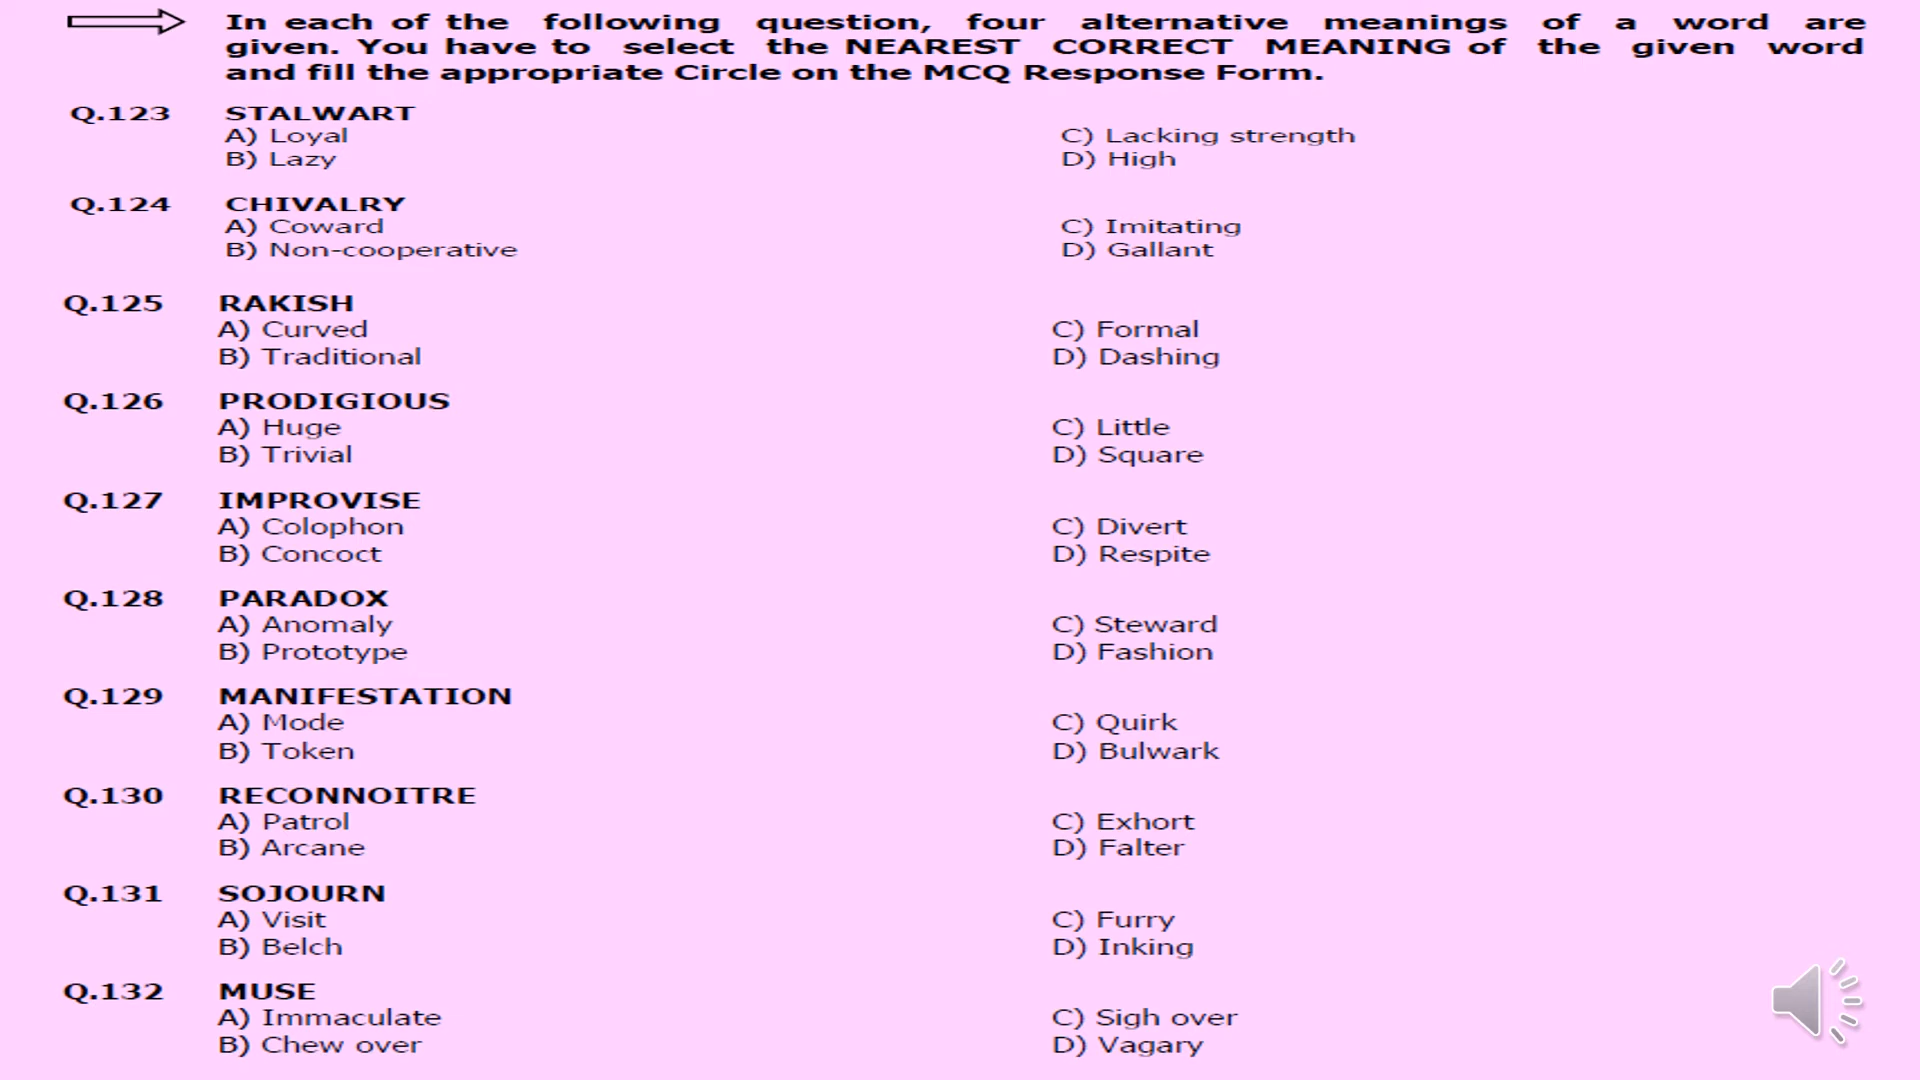 In each of the following question, four alternative meanings of a word are
given. You have to select the NEAREST CORRECT MEANING of the given word
and fill the appropriate Circle on the MCQ Response Form.
Q.123 STALWART
A) Loyal C) Lacking strength
B) Lazy D) High
Q.124 CHIVALRY
A) Coward C) Imitating
B) Non-cooperative D) Gallant
Q.125 RAKISH
A) Curved C) Formal
B) Traditional D) Dashing
Q.126 PRODIGIOUS
A) Huge C) Little
B) Trivial D) Square
Q.127 IMPROVISE
A) Colophon C) Divert
B) Concoct D) Respite
Q.128 PARADOX
A) Anomaly C) Steward
B) Prototype D) Fashion
Q.129 MANIFESTATION
A) Mode C) Quirk
B) Token D) Bulwark
Q.130 RECONNOITRE
A) Patrol C) Exhort
B) Arcane D) Falter
Q.131 SOJOURN
A) Visit C) Furry
B) Belch D) Inking
Q.132 MUSE
A) Immaculate C) Sigh over
B) Chew over D) Vagary